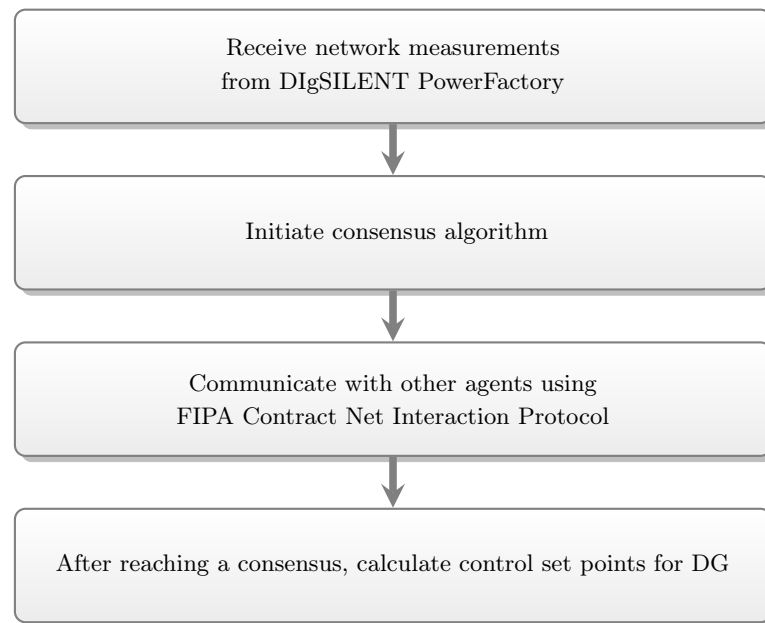 Receive network measurements
from DIgSILENT PowerFactory
Initiate consensus algorithm
Communicate with other agents using
FIPA Contract Net Interaction Protocol
After reaching a consensus, calculate control set points for DG